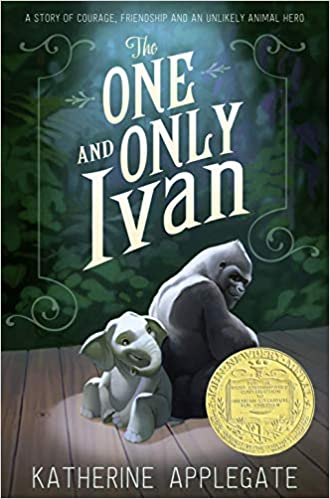 A STORY OF COURAGE, FRIENDSHIP AND AN UNLIKELY ANIMAL HERO
The
ONE
AND ONLY
Ivan
KATHERINE APPLEGATE